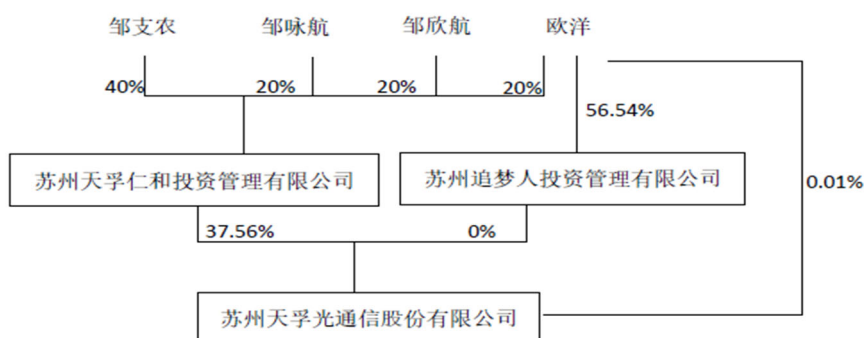 邹支农 邹咏航 邹欣航 欧洋
40% 20% 20% 20%
56.54%
苏州天孚仁和投资管理有限公司 苏州追梦人投资管理有限公司
0.01%
37.56% 0%
苏州天孚光通信股份有限公司